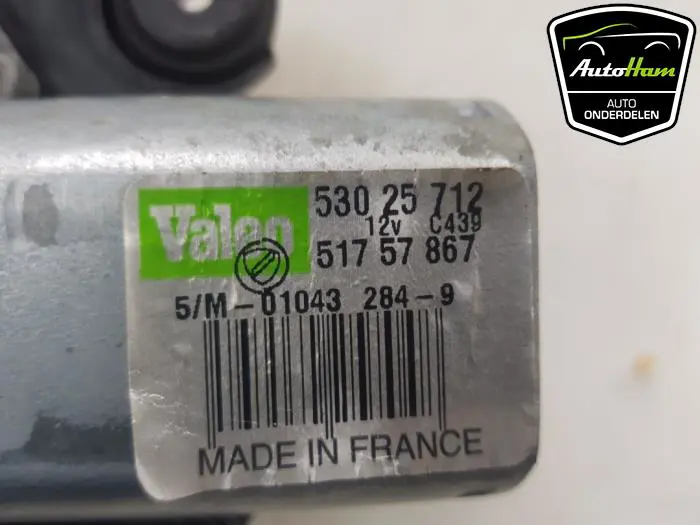 AutoHam
AUTO
ONDERDELEN
Valeo
530 25 712
12v C439
517 57 867
5/M-01043 284-9
MADE IN FRANCE